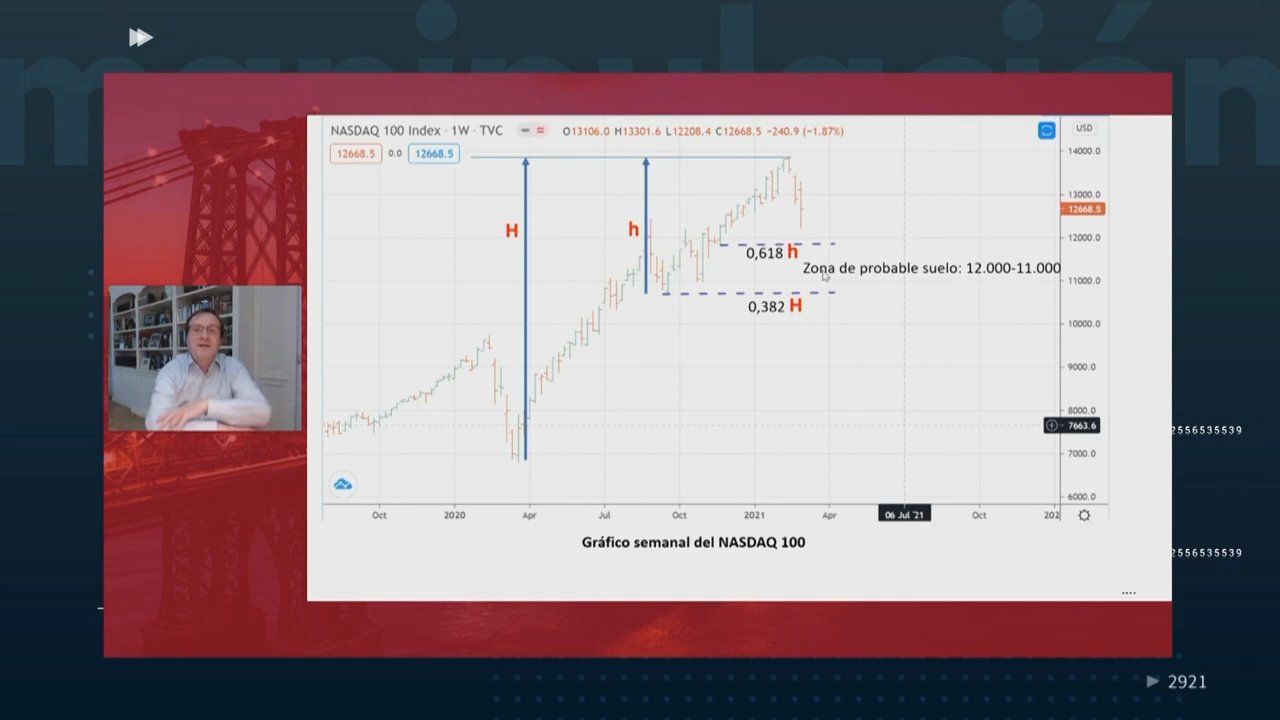 manipulación
NASDAQ 100 Index · 1W · TVC
O13106.0 H13301.6 L12208.4 C12668.5 −240.9 (−1.87%)
USD
12668.5 0.0 12668.5
14000.0
13000.0
12668.5
12000.0
11000.0
10000.0
9000.0
8000.0
7663.6
7000.0
6000.0
H
h
0,618 h
Zona de probable suelo: 12.000-11.000
0,382 H
Oct 2020 Apr Jul Oct 2021 Apr 06 Jul '21 Oct 202
Gráfico semanal del NASDAQ 100
....
2556535539
2556535539
2921